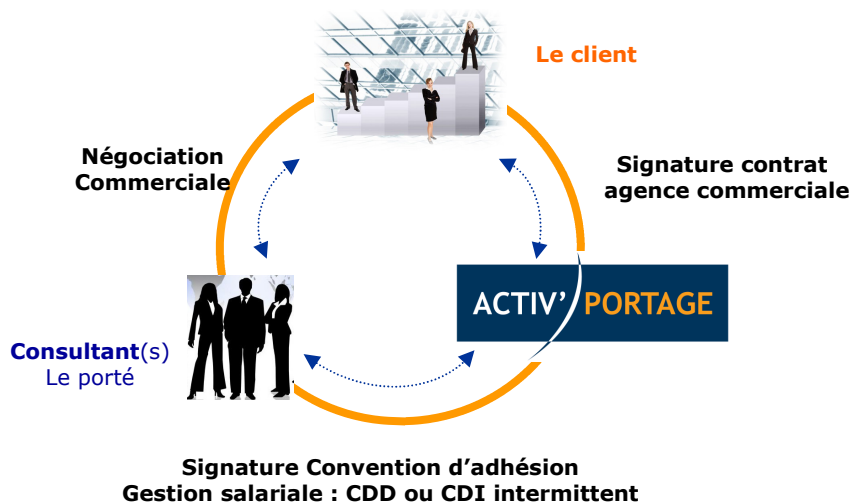 Le client
Négociation
Commerciale
Signature contrat
agence commerciale
ACTIV' PORTAGE
Consultant(s)
Le porté
Signature Convention d’adhésion
Gestion salariale : CDD ou CDI intermittent